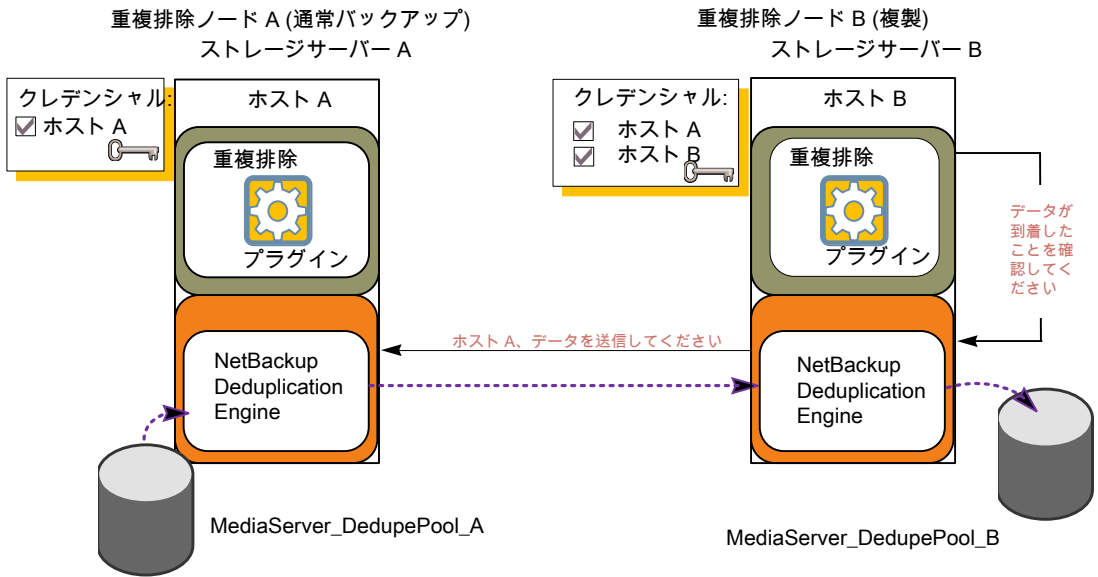 重複排除ノード A (通常バックアップ)
ストレージサーバー A
クレデンシャル:
ホスト A
ホスト A
重複排除
プラグイン
NetBackup
Deduplication
Engine
MediaServer_DedupePool_A
ホスト A、データを送信してください
重複排除ノード B (複製)
ストレージサーバー B
クレデンシャル:
ホスト A
ホスト B
ホスト B
重複排除
プラグイン
データが
到着した
ことを確
認してく
ださい
NetBackup
Deduplication
Engine
MediaServer_DedupePool_B